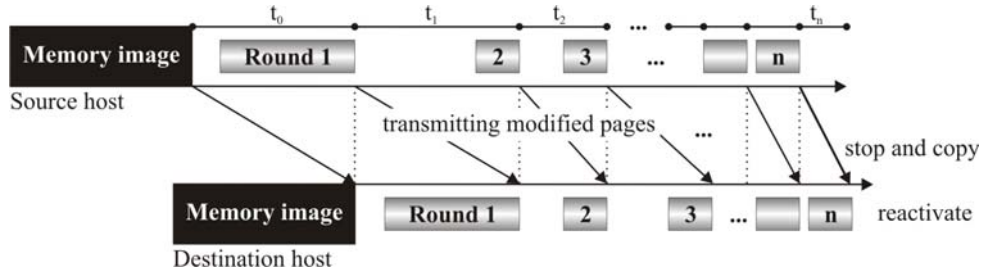 t0 t1 t2 ... tn
Memory image Round 1 2 3 ... n
Source host
transmitting modified pages ...
stop and copy
Memory image Round 1 2 3 ... n reactivate
Destination host